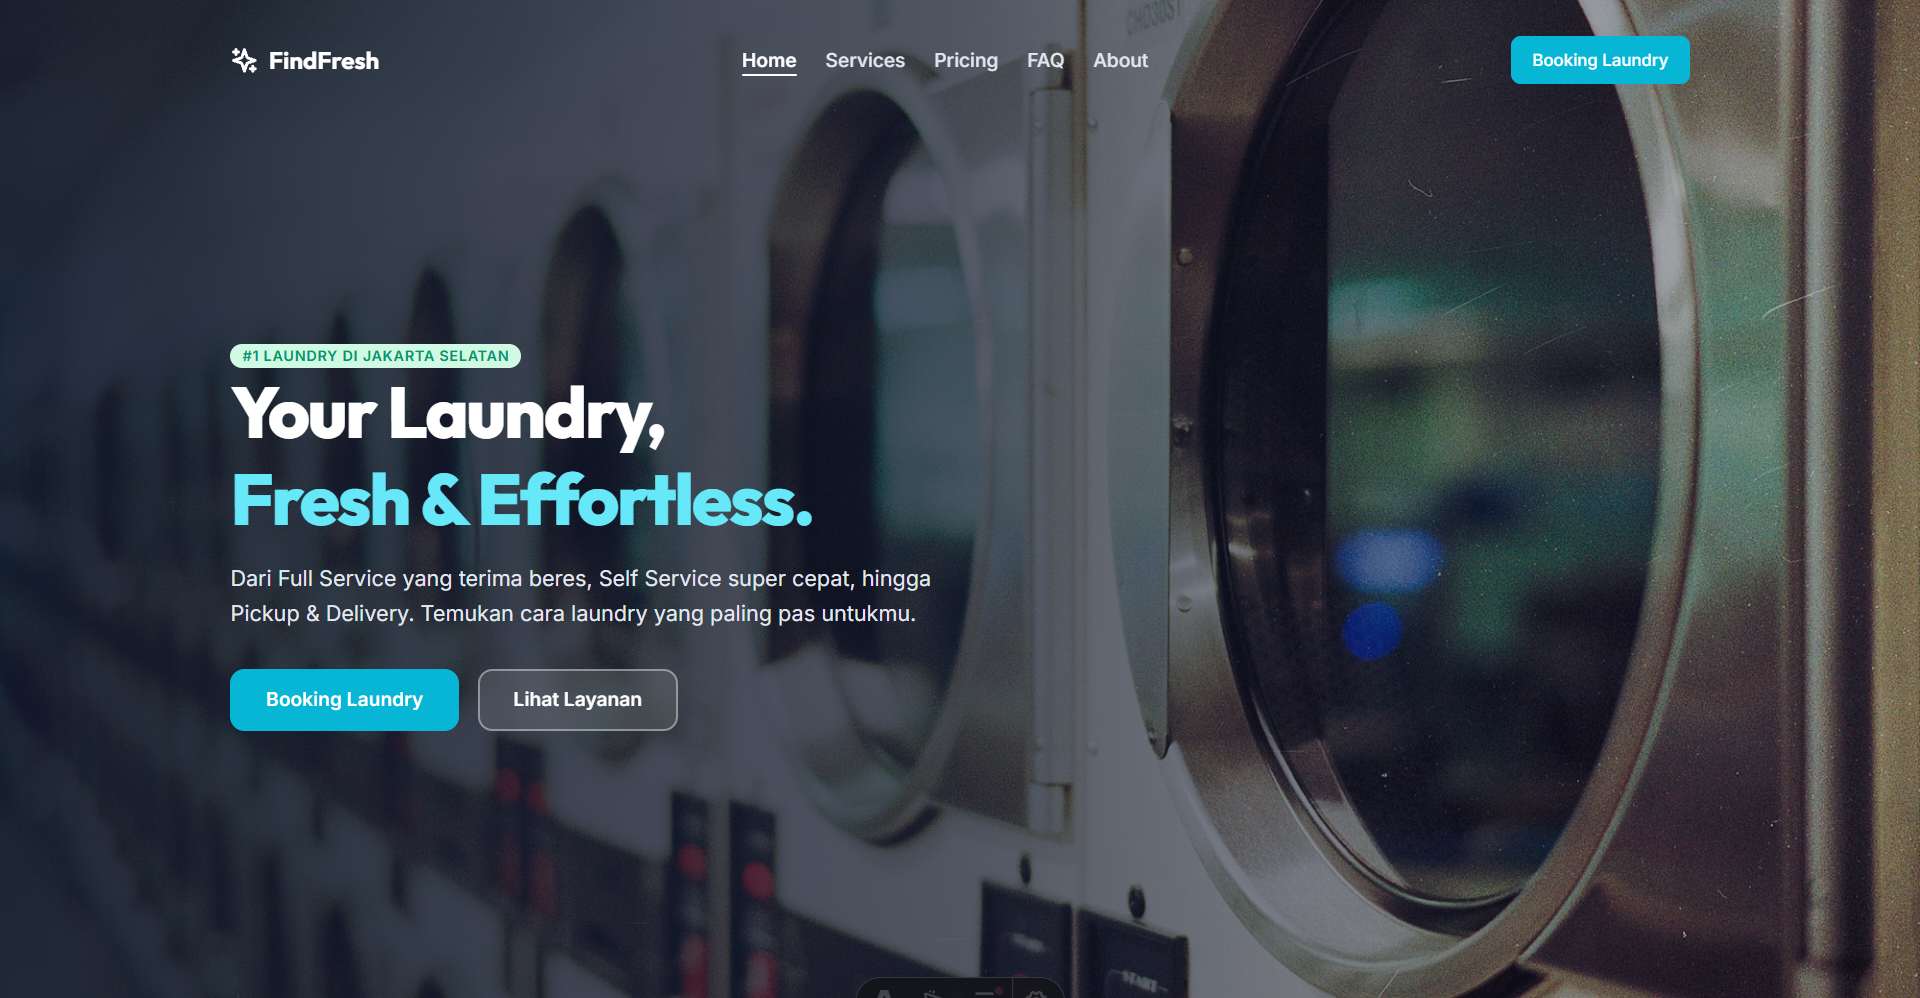 FindFresh
Home
Services
Pricing
FAQ
About
Booking Laundry
#1 LAUNDRY DI JAKARTA SELATAN
Your Laundry,
Fresh & Effortless.
Dari Full Service yang terima beres, Self Service super cepat, hingga
Pickup & Delivery. Temukan cara laundry yang paling pas untukmu.
Booking Laundry
Lihat Layanan
START